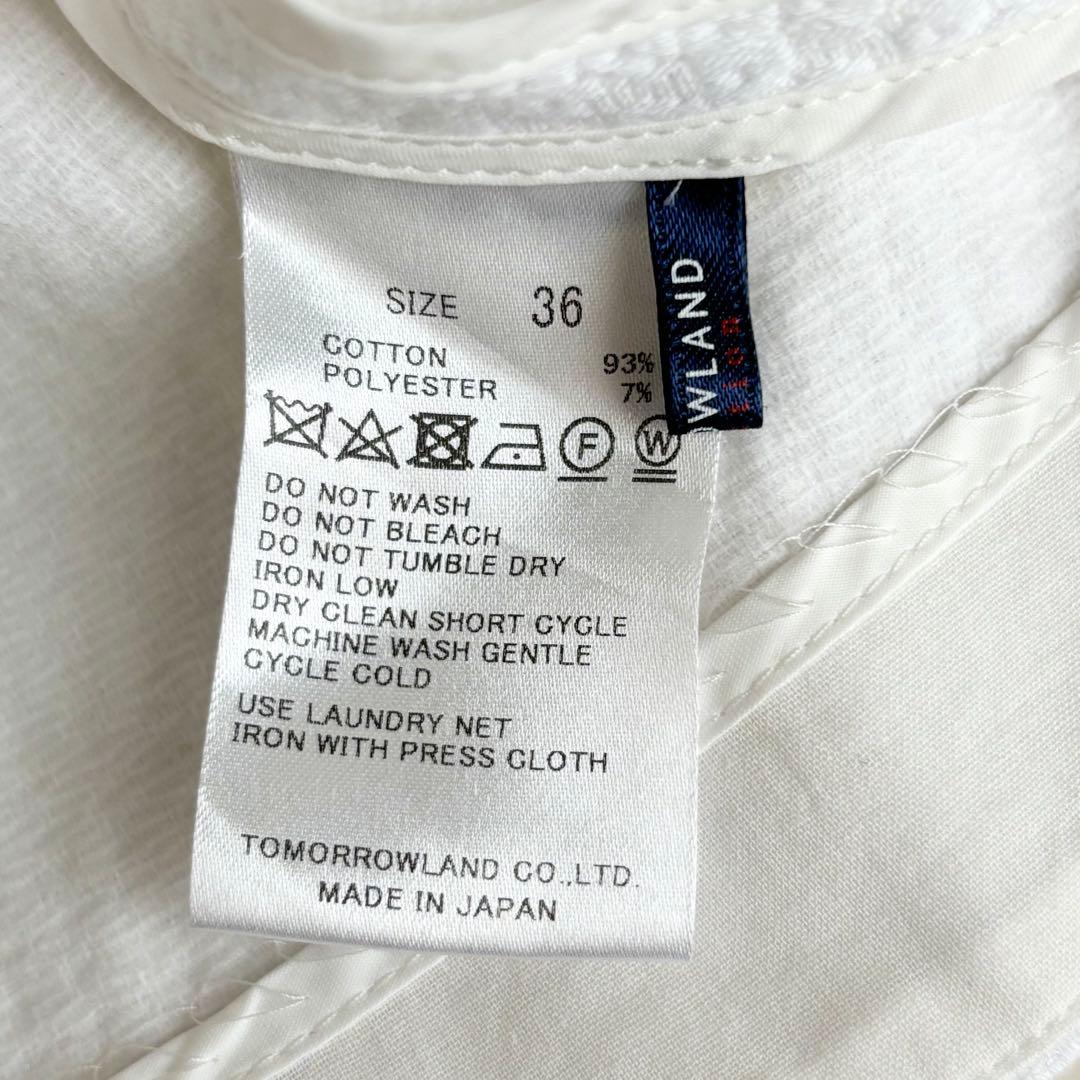 SIZE 36
COTTON 93%
POLYESTER 7%
F W
DO NOT WASH
DO NOT BLEACH
DO NOT TUMBLE DRY
IRON LOW
DRY CLEAN SHORT CYCLE
MACHINE WASH GENTLE
CYCLE COLD
USE LAUNDRY NET
IRON WITH PRESS CLOTH
TOMORROWLAND CO.,LTD.
MADE IN JAPAN
WLAND